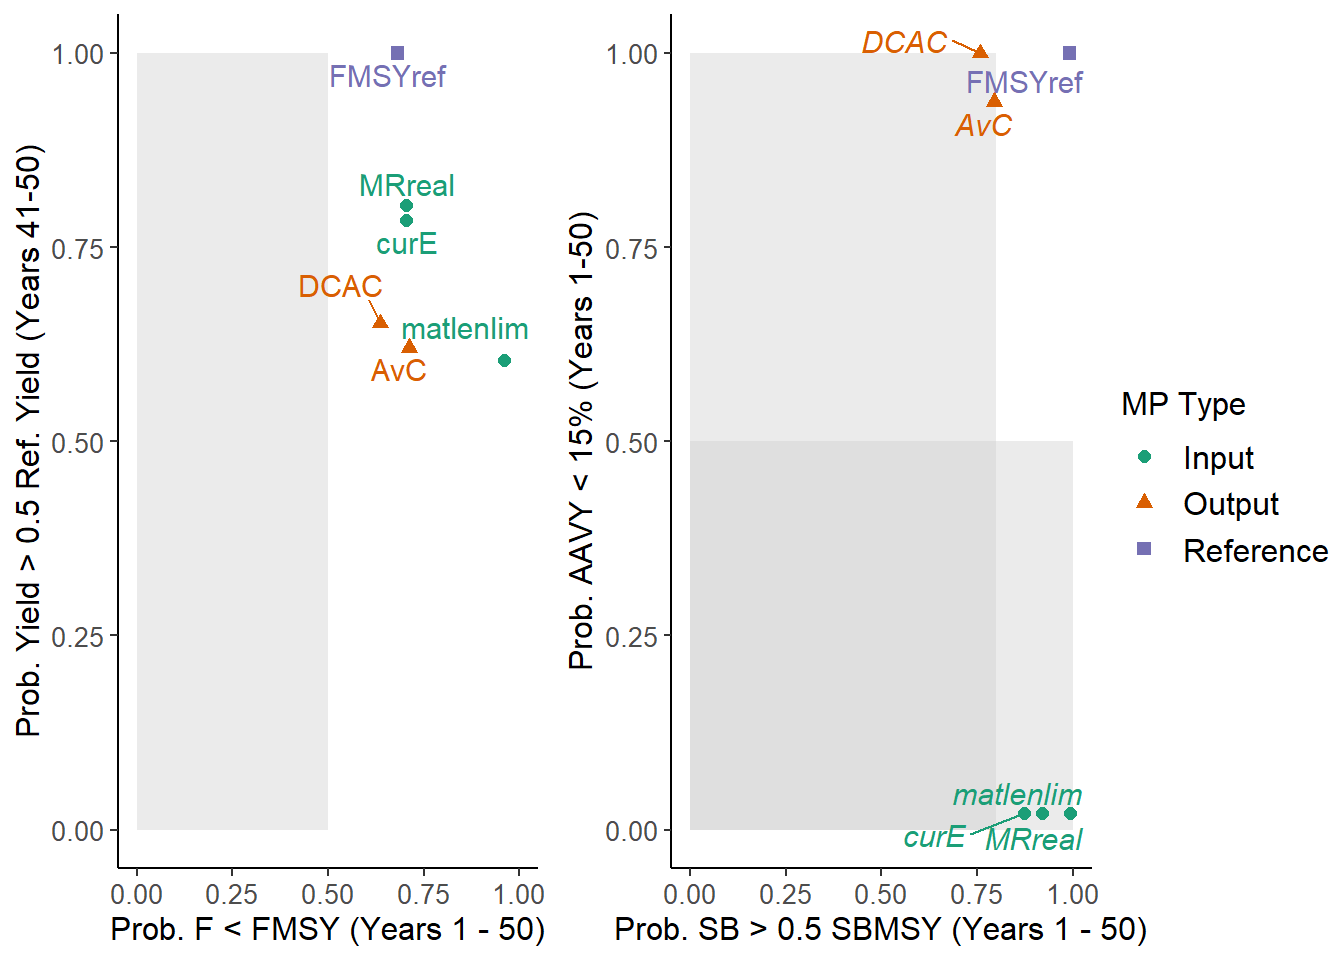 Prob. Yield > 0.5 Ref. Yield (Years 41-50)
1.00
0.75
0.50
0.25
0.00
FMSYref
MRreal
curE
DCAC
matlenlim
AvC
0.00 0.25 0.50 0.75 1.00
Prob. F < FMSY (Years 1 - 50)
Prob. AAVY < 15% (Years 1-50)
1.00
0.75
0.50
0.25
0.00
DCAC
FMSYref
AvC
matlenlim
curE
MRreal
0.00 0.25 0.50 0.75 1.00
Prob. SB > 0.5 SBMSY (Years 1 - 50)
MP Type
Input
Output
Reference